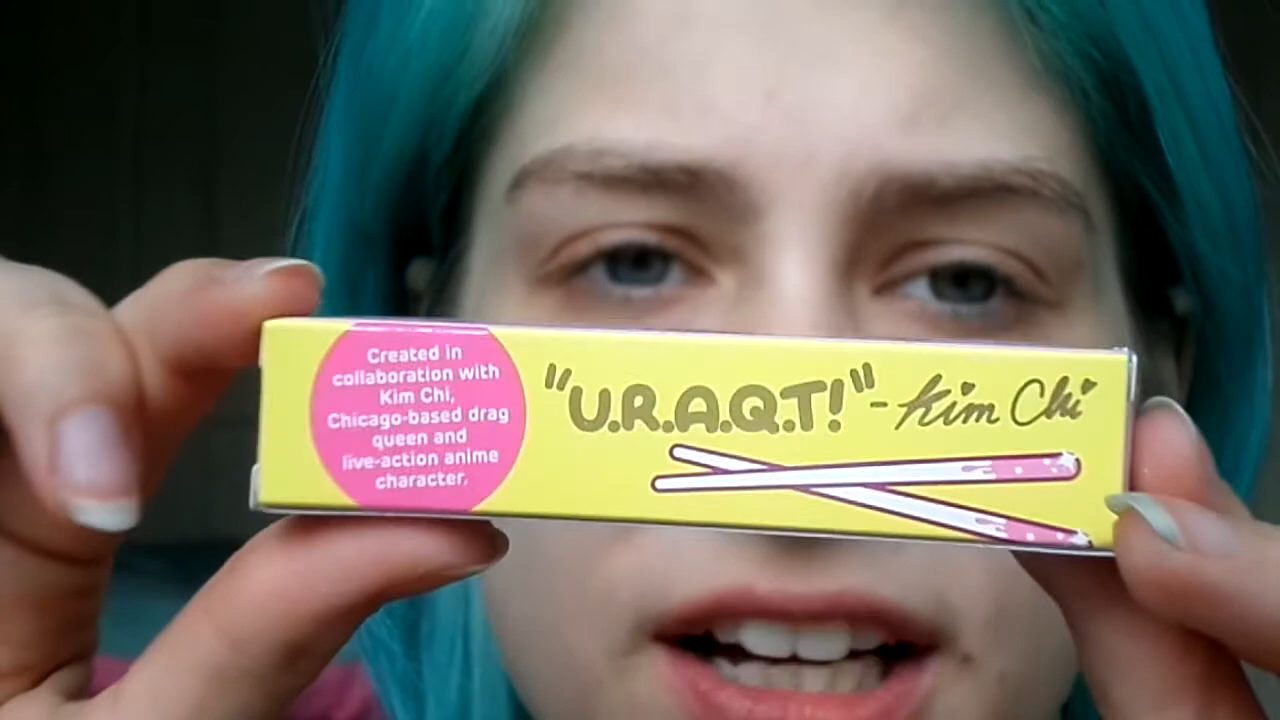 Created in
collaboration with
Kim Chi,
Chicago-based drag
queen and
live-action anime
character.
"U.R.A.Q.T!"- Kim Chi